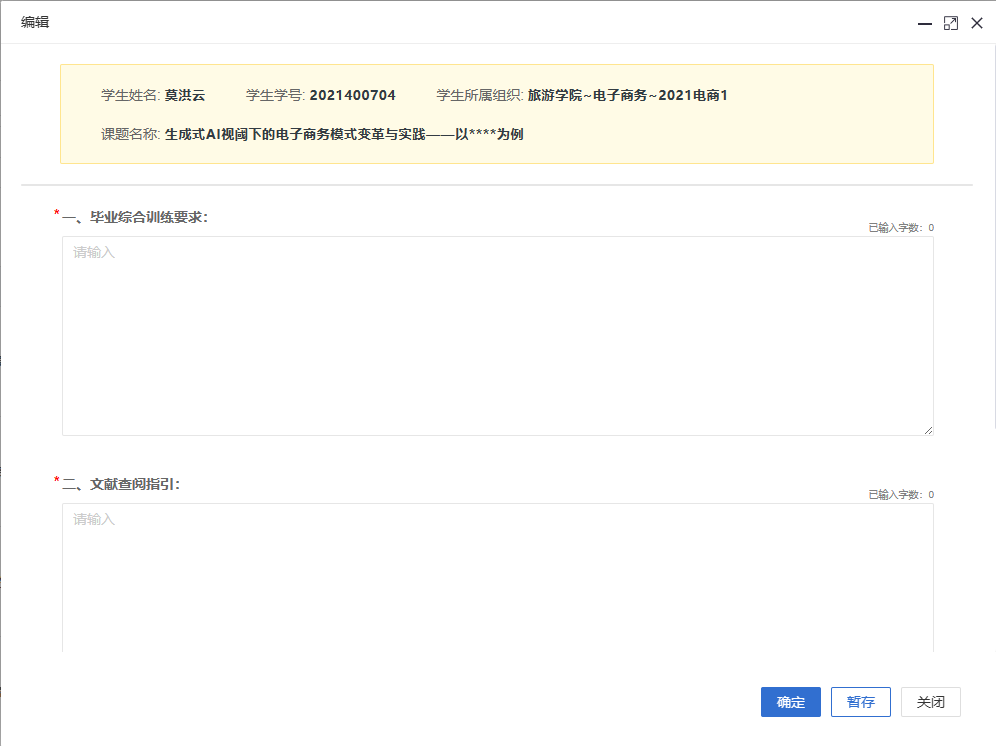 编辑
学生姓名: 莫洪云 学生学号: 2021400704 学生所属组织: 旅游学院~电子商务~2021电商1
课题名称: 生成式AI视阈下的电子商务模式变革与实践——以****为例
*一、毕业综合训练要求:
已输入字数: 0
请输入
*二、文献查阅指引:
已输入字数: 0
请输入
确定 暂存 关闭